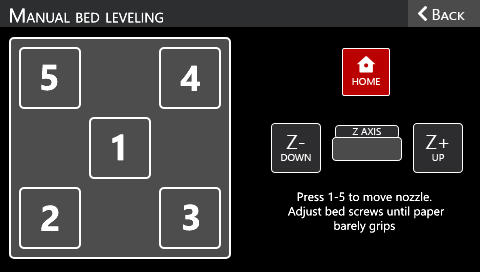 Manual bed leveling
Back
5 4
1
2 3
HOME
Z-
DOWN
Z AXIS
Z+
UP
Press 1-5 to move nozzle.
Adjust bed screws until paper
barely grips